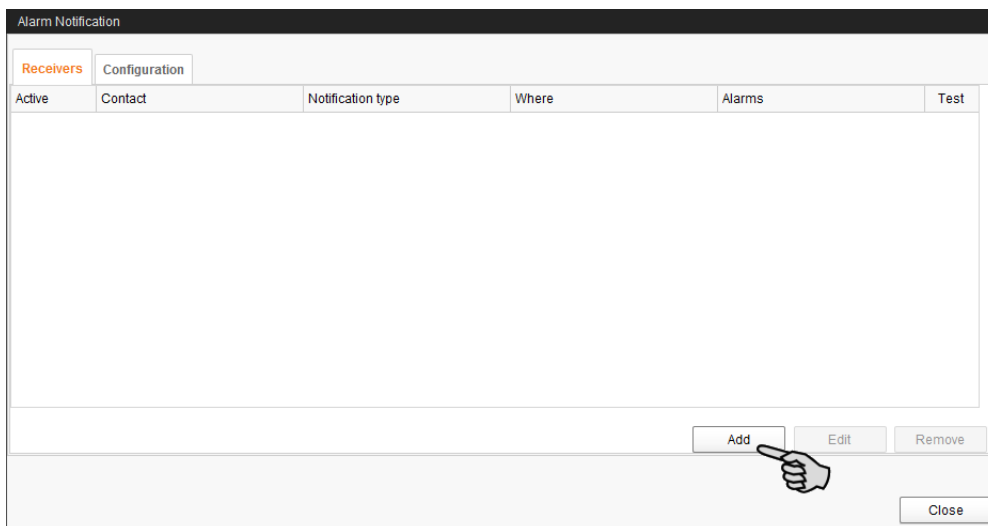 Alarm Notification
Receivers Configuration
Active Contact Notification type Where Alarms Test
Add Edit Remove
Close